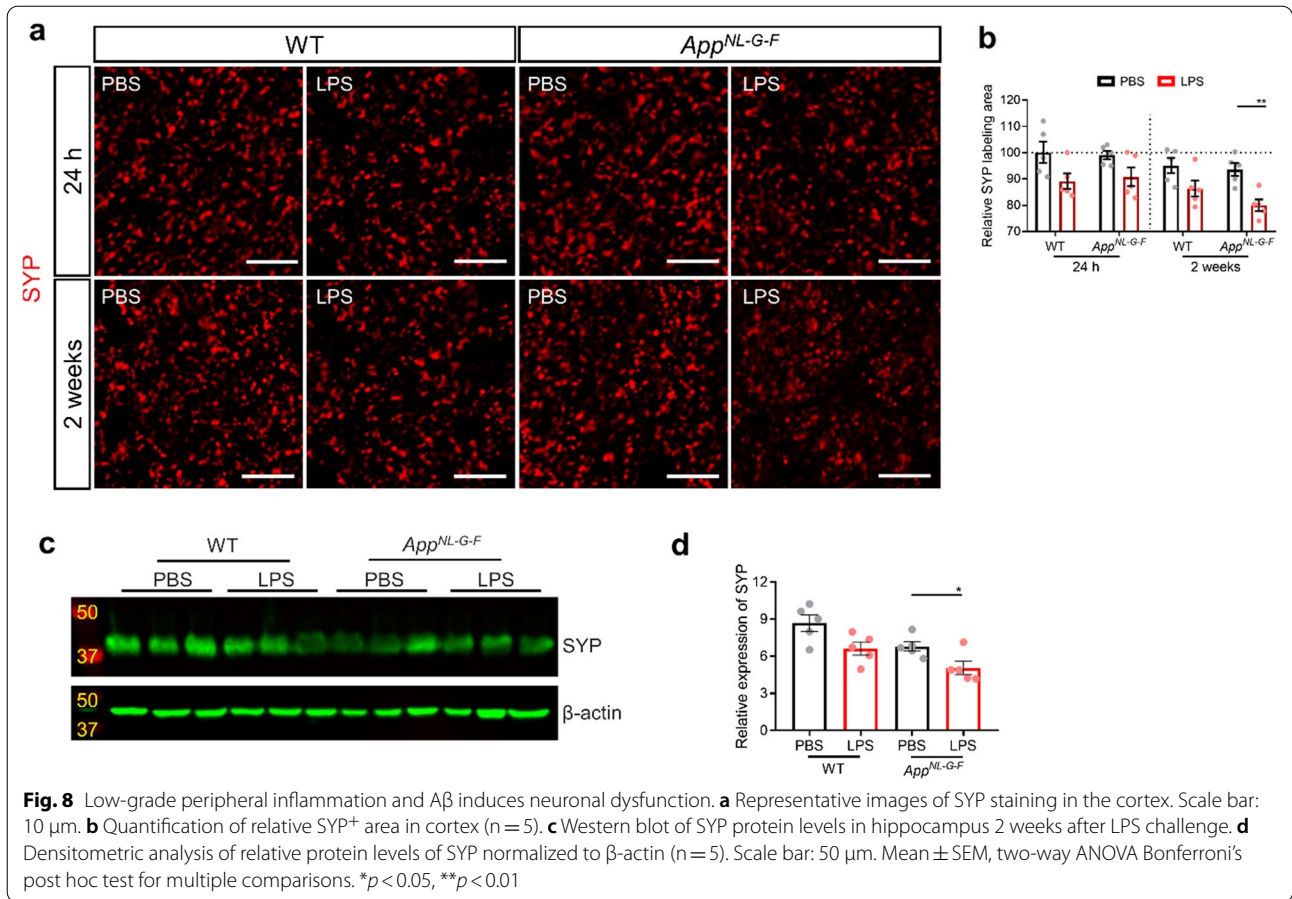 a
WT App^NL-G-F
PBS LPS PBS LPS
24 h
SYP
PBS LPS PBS LPS
2 weeks
b
PBS LPS
Relative SYP labeling area
120
110
100
90
80
70
**
WT App^NL-G-F WT App^NL-G-F
24 h 2 weeks
c
WT App^NL-G-F
PBS LPS PBS LPS
50
37
SYP
50
37
β-actin
d
Relative expression of SYP
12
9
6
3
0
*
PBS LPS PBS LPS
WT App^NL-G-F
Fig. 8 Low-grade peripheral inflammation and Aβ induces neuronal dysfunction. a Representative images of SYP staining in the cortex. Scale bar:
10 μm. b Quantification of relative SYP+ area in cortex (n = 5). c Western blot of SYP protein levels in hippocampus 2 weeks after LPS challenge. d
Densitometric analysis of relative protein levels of SYP normalized to β-actin (n = 5). Scale bar: 50 μm. Mean ± SEM, two-way ANOVA Bonferroni's
post hoc test for multiple comparisons. *p < 0.05, **p < 0.01